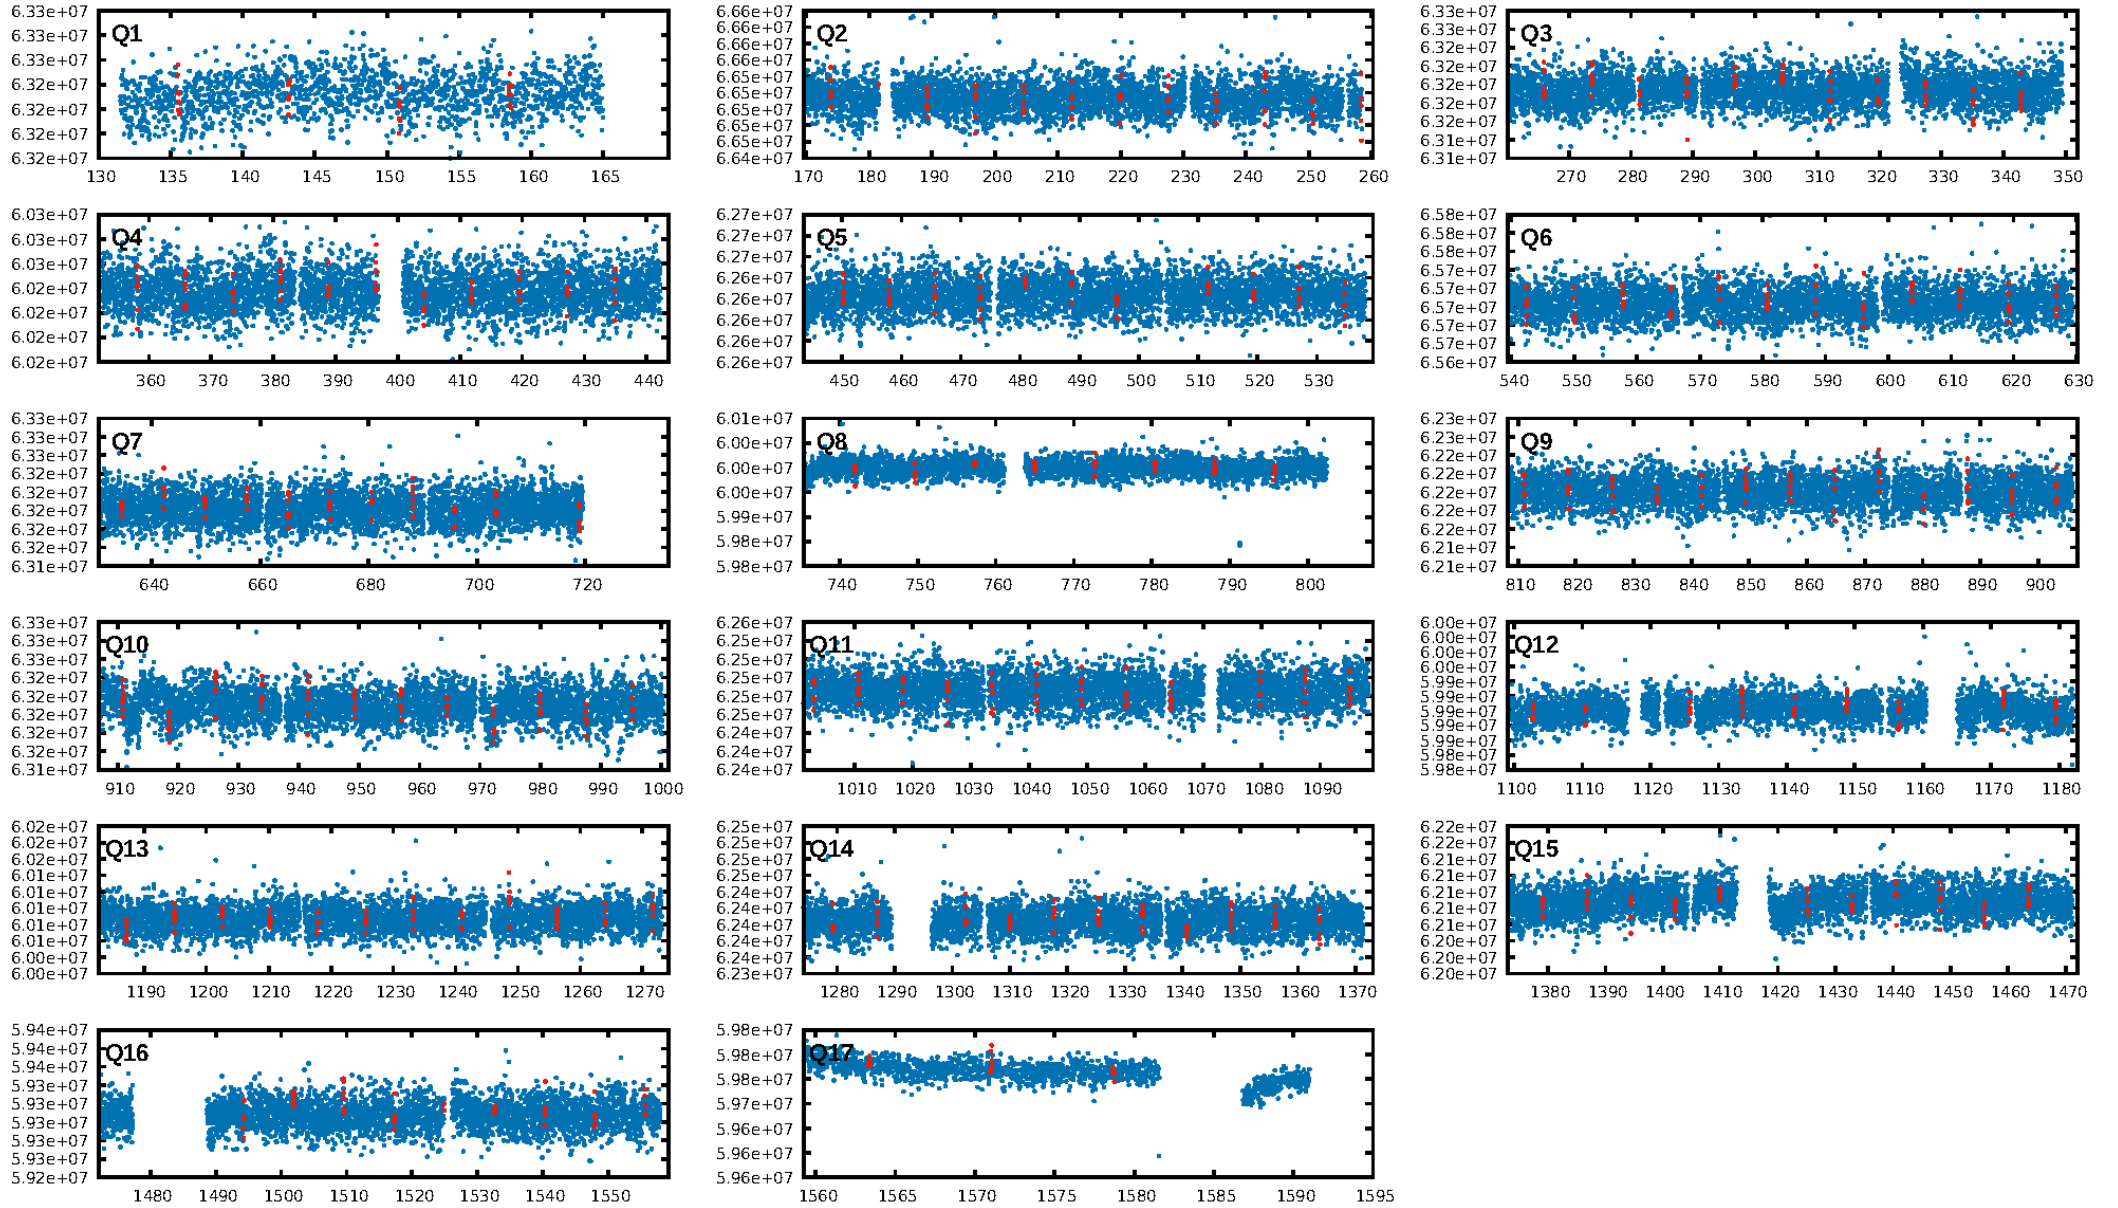 6.33e+07 6.33e+07 6.33e+07 6.32e+07 6.32e+07 6.32e+07 6.32e+07
Q1
130 135 140 145 150 155 160 165
6.66e+07 6.66e+07 6.66e+07 6.65e+07 6.65e+07 6.65e+07 6.65e+07 6.65e+07 6.65e+07 6.64e+07
Q2
170 180 190 200 210 220 230 240 250 260
6.33e+07 6.33e+07 6.32e+07 6.32e+07 6.32e+07 6.32e+07 6.32e+07 6.31e+07 6.31e+07
Q3
270 280 290 300 310 320 330 340 350
6.03e+07 6.03e+07 6.03e+07 6.02e+07 6.02e+07 6.02e+07 6.02e+07
Q4
360 370 380 390 400 410 420 430 440
6.27e+07 6.27e+07 6.27e+07 6.26e+07 6.26e+07 6.26e+07 6.26e+07 6.26e+07
Q5
450 460 470 480 490 500 510 520 530
6.58e+07 6.58e+07 6.58e+07 6.57e+07 6.57e+07 6.57e+07 6.57e+07 6.57e+07 6.56e+07
Q6
540 550 560 570 580 590 600 610 620 630
6.33e+07 6.33e+07 6.33e+07 6.32e+07 6.32e+07 6.32e+07 6.32e+07 6.32e+07 6.31e+07
Q7
640 660 680 700 720
6.01e+07 6.00e+07 6.00e+07 6.00e+07 5.99e+07 5.98e+07 5.98e+07
Q8
740 750 760 770 780 790 800
6.23e+07 6.23e+07 6.22e+07 6.22e+07 6.22e+07 6.22e+07 6.22e+07 6.21e+07 6.21e+07
Q9
810 820 830 840 850 860 870 880 890 900
6.33e+07 6.33e+07 6.33e+07 6.32e+07 6.32e+07 6.32e+07 6.32e+07 6.32e+07 6.31e+07
Q10
910 920 930 940 950 960 970 980 990 1000
6.26e+07 6.25e+07 6.25e+07 6.25e+07 6.25e+07 6.25e+07 6.24e+07 6.24e+07 6.24e+07
Q11
1010 1020 1030 1040 1050 1060 1070 1080 1090
6.00e+07 6.00e+07 6.00e+07 6.00e+07 5.99e+07 5.99e+07 5.99e+07 5.99e+07 5.99e+07 5.98e+07 5.98e+07
Q12
1100 1110 1120 1130 1140 1150 1160 1170 1180
6.02e+07 6.02e+07 6.02e+07 6.01e+07 6.01e+07 6.01e+07 6.01e+07 6.01e+07 6.00e+07 6.00e+07
Q13
1190 1200 1210 1220 1230 1240 1250 1260 1270
6.25e+07 6.25e+07 6.25e+07 6.25e+07 6.24e+07 6.24e+07 6.24e+07 6.24e+07 6.24e+07 6.23e+07
Q14
1280 1290 1300 1310 1320 1330 1340 1350 1360 1370
6.22e+07 6.22e+07 6.21e+07 6.21e+07 6.21e+07 6.21e+07 6.21e+07 6.20e+07 6.20e+07 6.20e+07
Q15
1380 1390 1400 1410 1420 1430 1440 1450 1460 1470
5.94e+07 5.94e+07 5.94e+07 5.93e+07 5.93e+07 5.93e+07 5.93e+07 5.93e+07 5.92e+07
Q16
1480 1490 1500 1510 1520 1530 1540 1550
5.98e+07 5.98e+07 5.98e+07 5.97e+07 5.96e+07 5.96e+07 5.96e+07
Q17
1560 1565 1570 1575 1580 1585 1590 1595